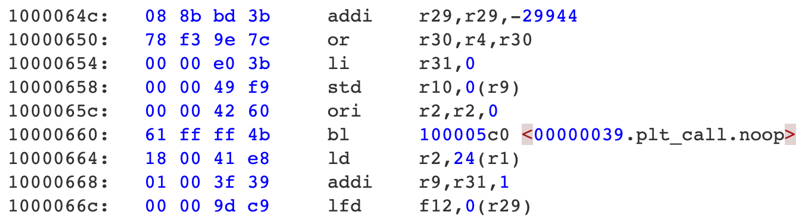 1000064c: 08 8b bd 3b addi r29,r29,-29944
10000650: 78 f3 9e 7c or r30,r4,r30
10000654: 00 00 e0 3b li r31,0
10000658: 00 00 49 f9 std r10,0(r9)
1000065c: 00 00 42 60 ori r2,r2,0
10000660: 61 ff ff 4b bl 100005c0 <00000039.plt_call.noop>
10000664: 18 00 41 e8 ld r2,24(r1)
10000668: 01 00 3f 39 addi r9,r31,1
1000066c: 00 00 9d c9 lfd f12,0(r29)